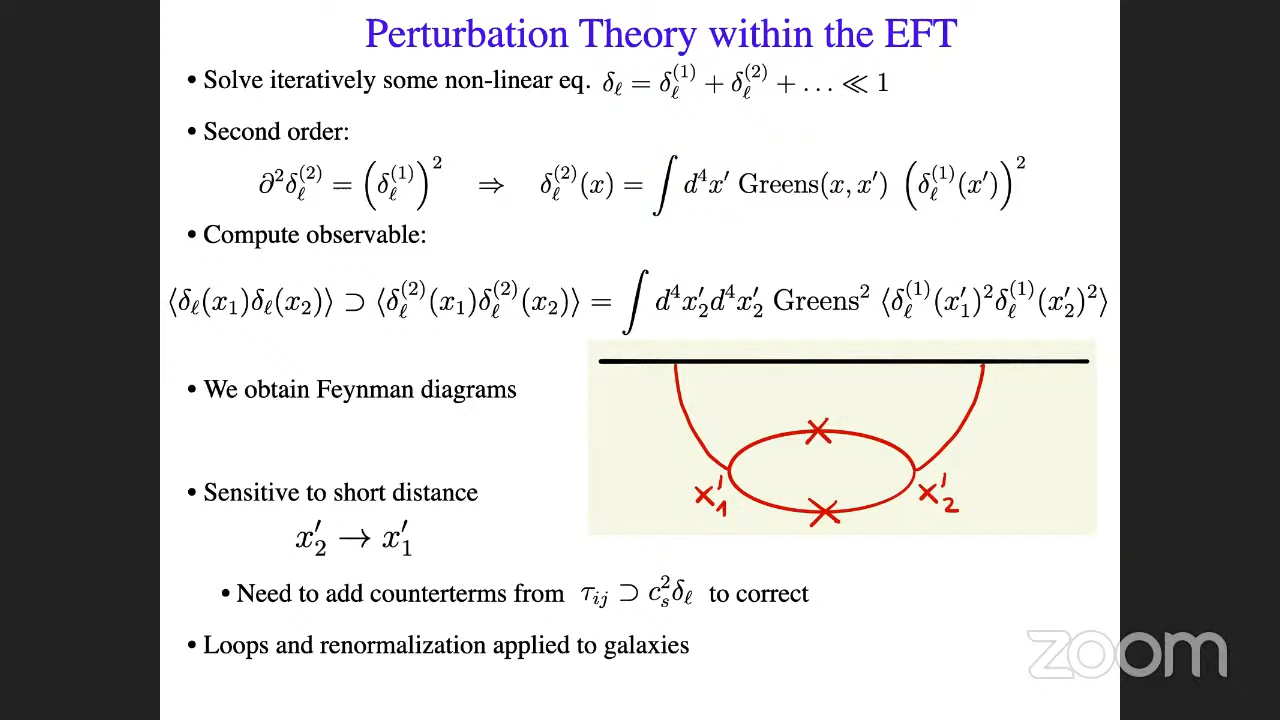 Perturbation Theory within the EFT
• Solve iteratively some non-linear eq. δ_ℓ = δ_ℓ^(1) + δ_ℓ^(2) + … ≪ 1
• Second order:
∂²δ_ℓ^(2) = (δ_ℓ^(1))² ⇒ δ_ℓ^(2)(x) = ∫ d⁴x′ Greens(x, x′) (δ_ℓ^(1)(x′))²
• Compute observable:
⟨δ_ℓ(x₁)δ_ℓ(x₂)⟩ ⊃ ⟨δ_ℓ^(2)(x₁)δ_ℓ^(2)(x₂)⟩ = ∫ d⁴x′₂d⁴x′₂ Greens² ⟨δ_ℓ^(1)(x′₁)²δ_ℓ^(1)(x′₂)²⟩
• We obtain Feynman diagrams
x′₁ x′₂
• Sensitive to short distance
x′₂ → x′₁
• Need to add counterterms from τ_ij ⊃ c_s² δ_ℓ to correct
• Loops and renormalization applied to galaxies
zoom